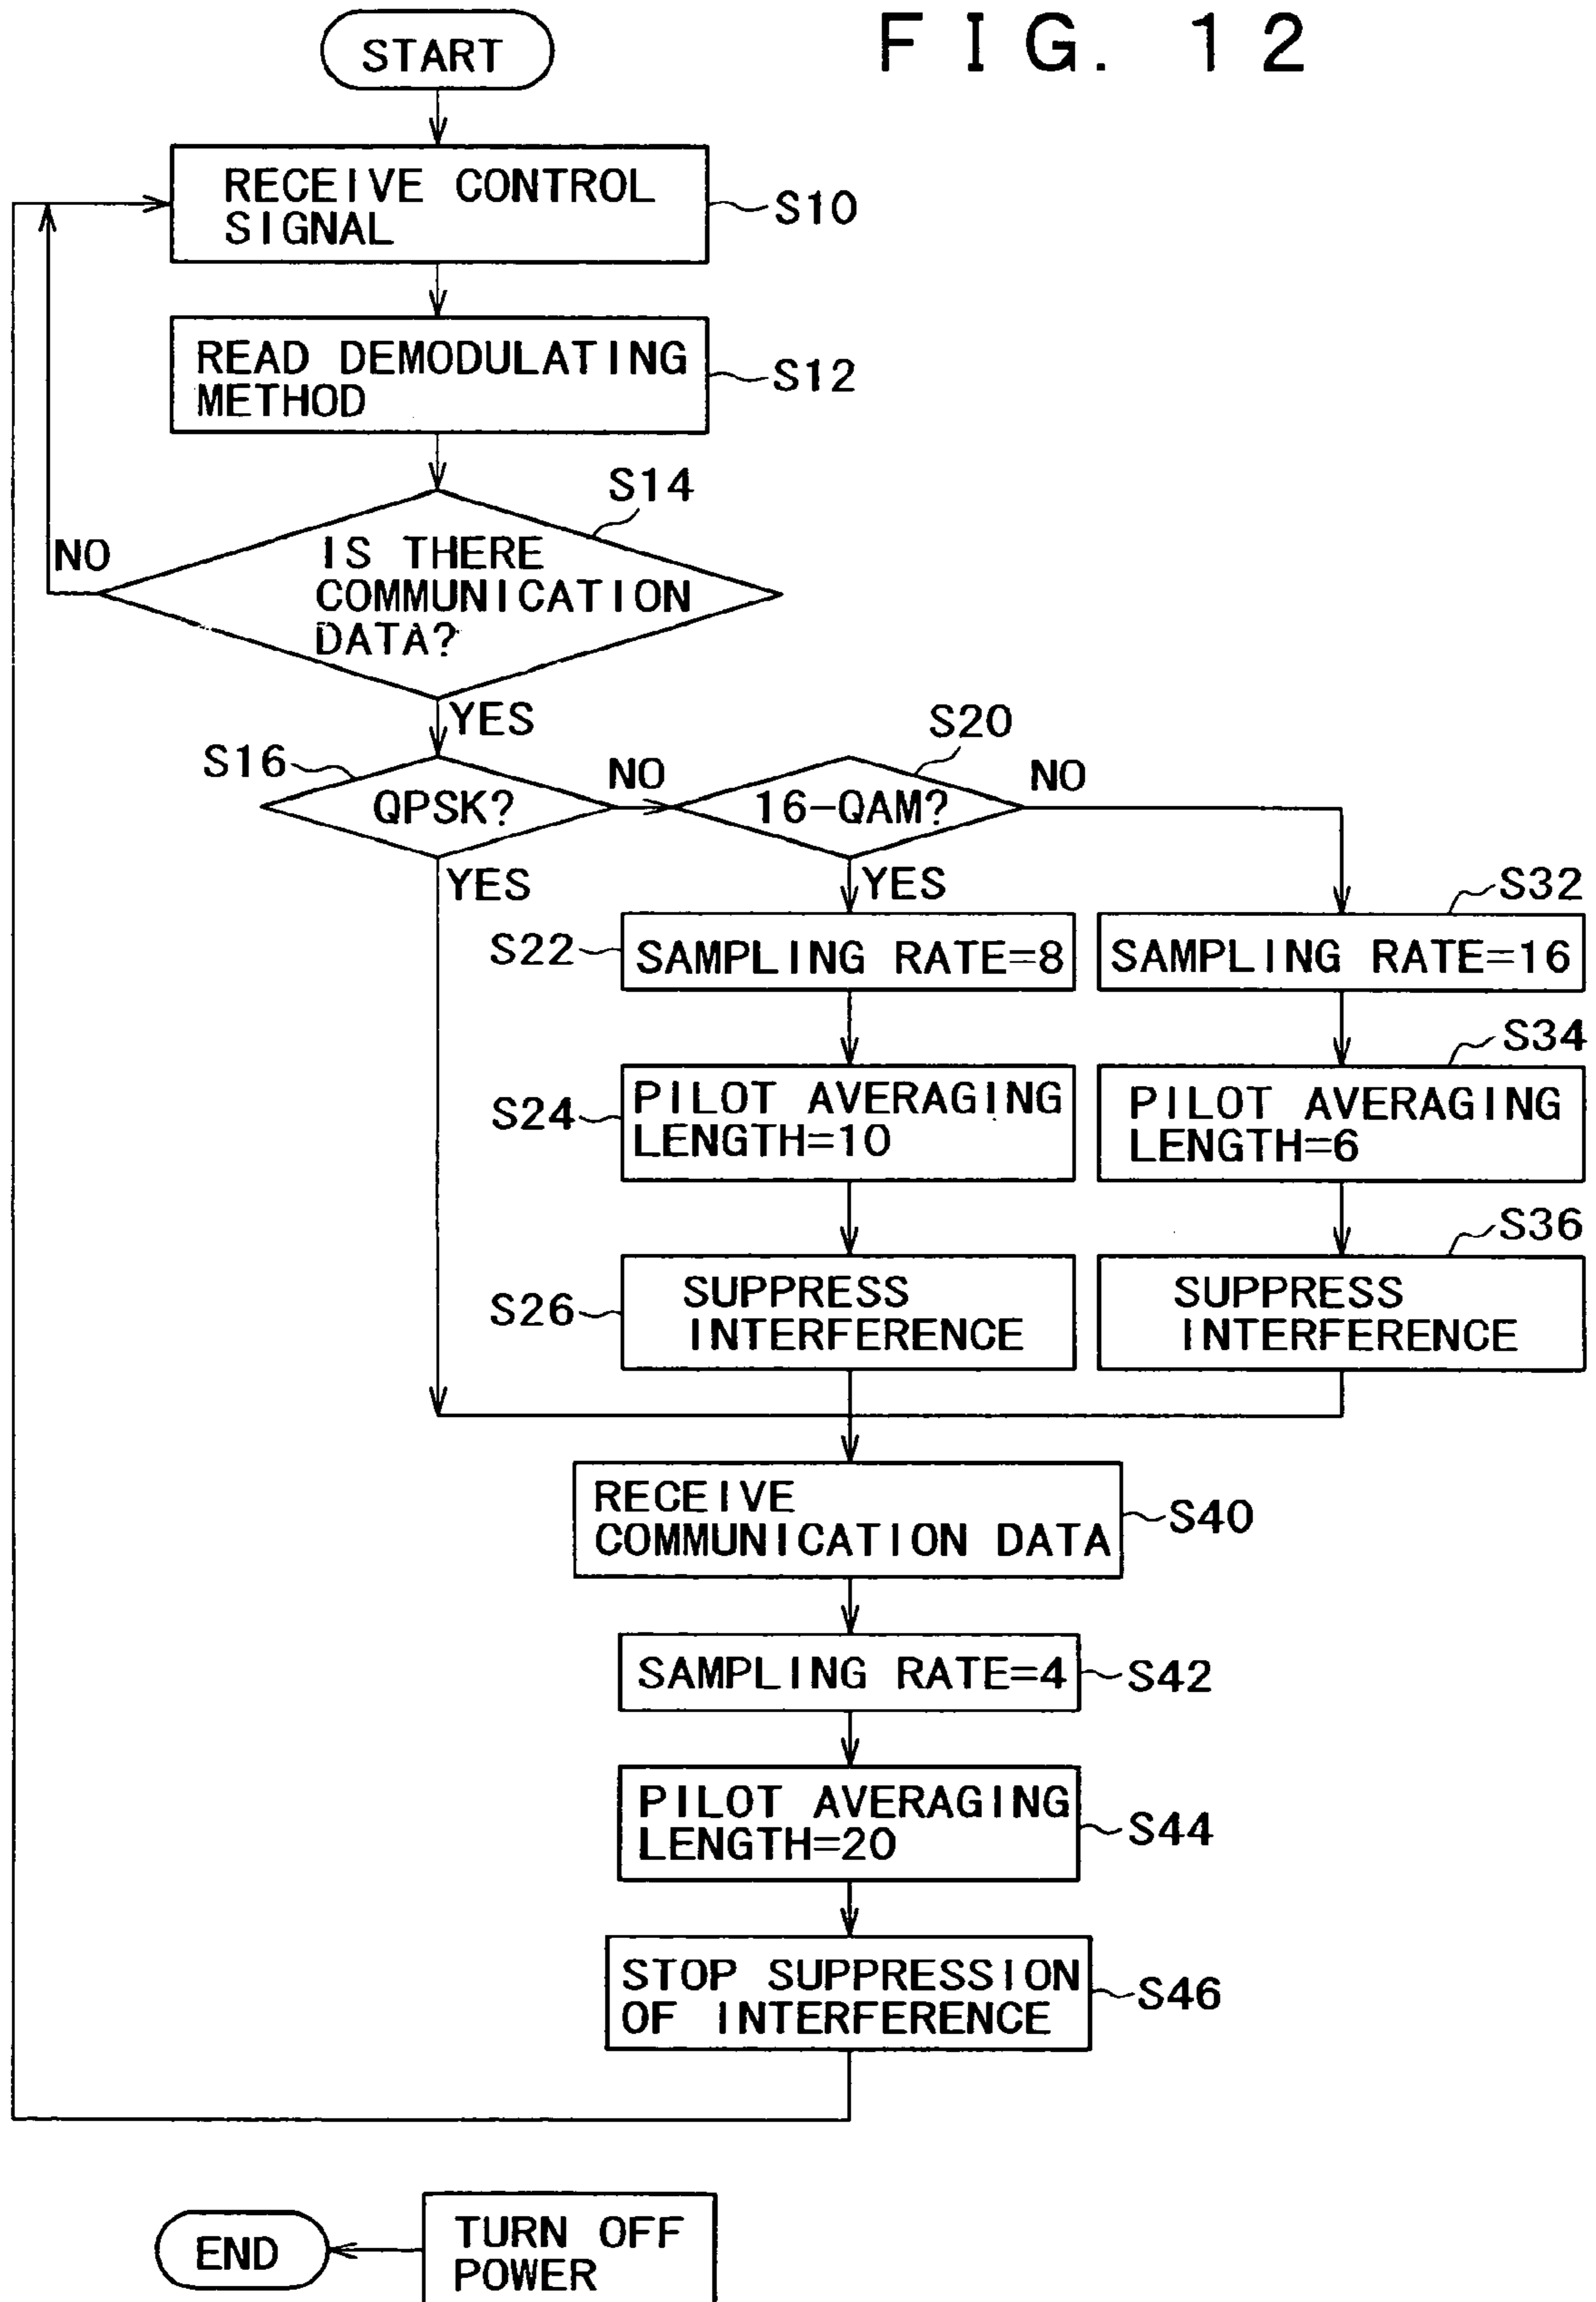 FIG. 12
START
RECEIVE CONTROL
SIGNAL
S10
READ DEMODULATING
METHOD
S12
S14
IS THERE
COMMUNICATION
DATA?
NO
YES
S16
QPSK?
NO
S20
16-QAM?
NO
YES
YES
S22
SAMPLING RATE=8
S32
SAMPLING RATE=16
S24
PILOT AVERAGING
LENGTH=10
S34
PILOT AVERAGING
LENGTH=6
S26
SUPPRESS
INTERFERENCE
S36
SUPPRESS
INTERFERENCE
RECEIVE
COMMUNICATION DATA
S40
SAMPLING RATE=4
S42
PILOT AVERAGING
LENGTH=20
S44
STOP SUPPRESSION
OF INTERFERENCE
S46
END
TURN OFF
POWER